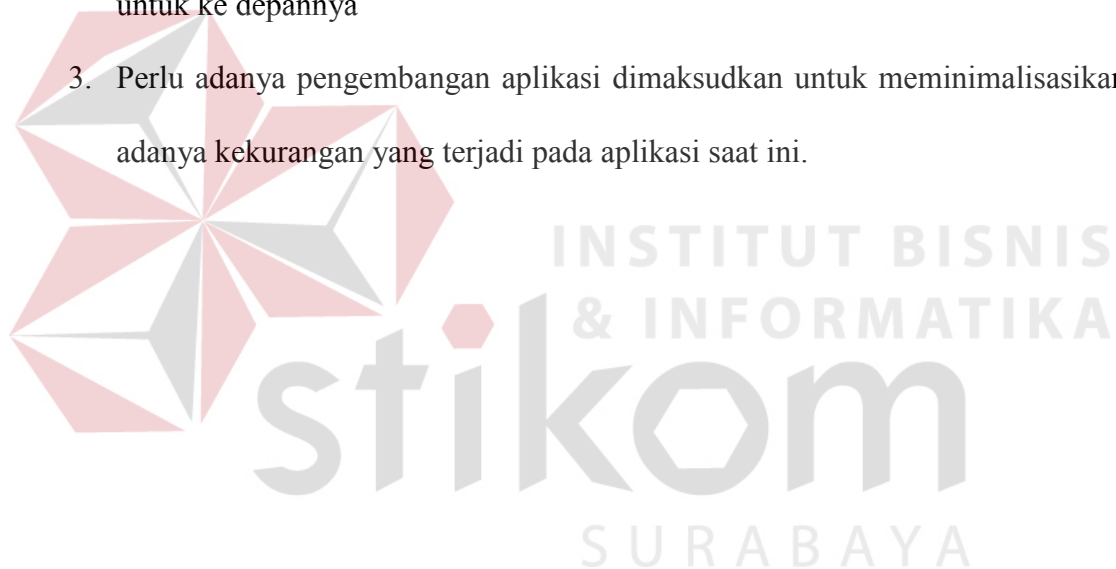 untuk ke depannya
3. Perlu adanya pengembangan aplikasi dimaksudkan untuk meminimalisasikan
adanya kekurangan yang terjadi pada aplikasi saat ini.
INSTITUT BISNIS
& INFORMATIKA
stikom
SURABAYA